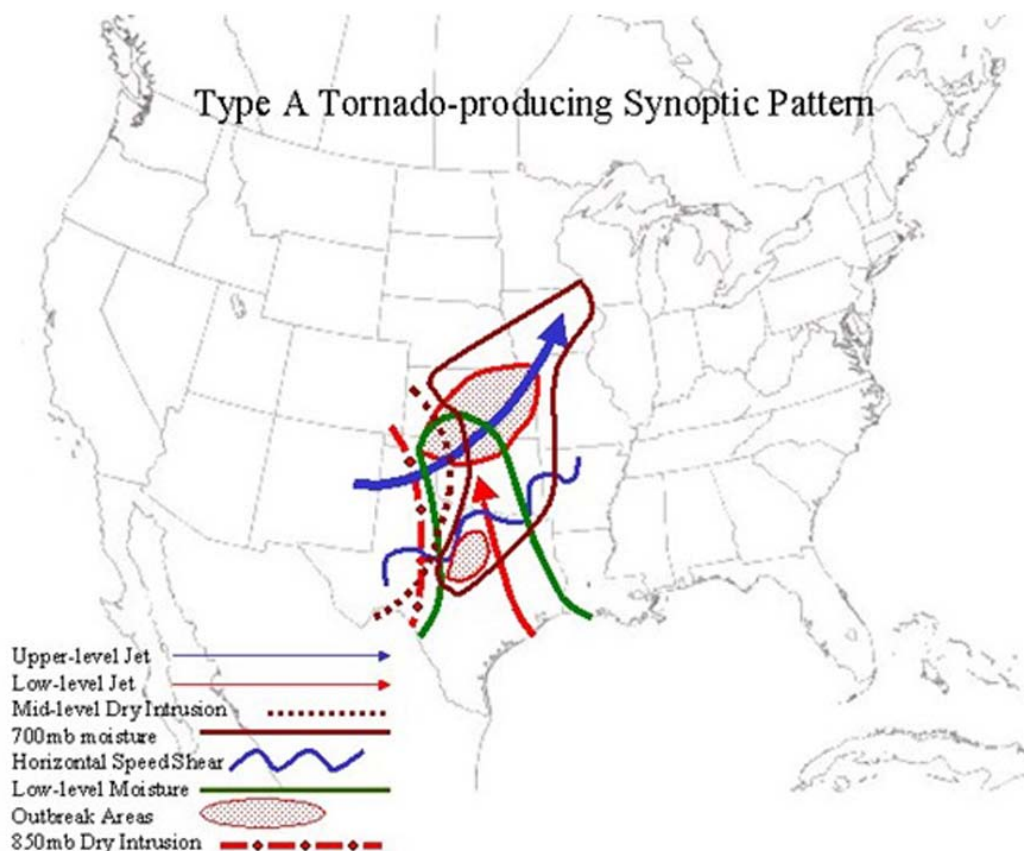 Type A Tornado-producing Synoptic Pattern
Upper-level Jet
Low-level Jet
Mid-level Dry Intrusion
700mb moisture
Horizontal Speed Shear
Low-level Moisture
Outbreak Areas
850mb Dry Intrusion